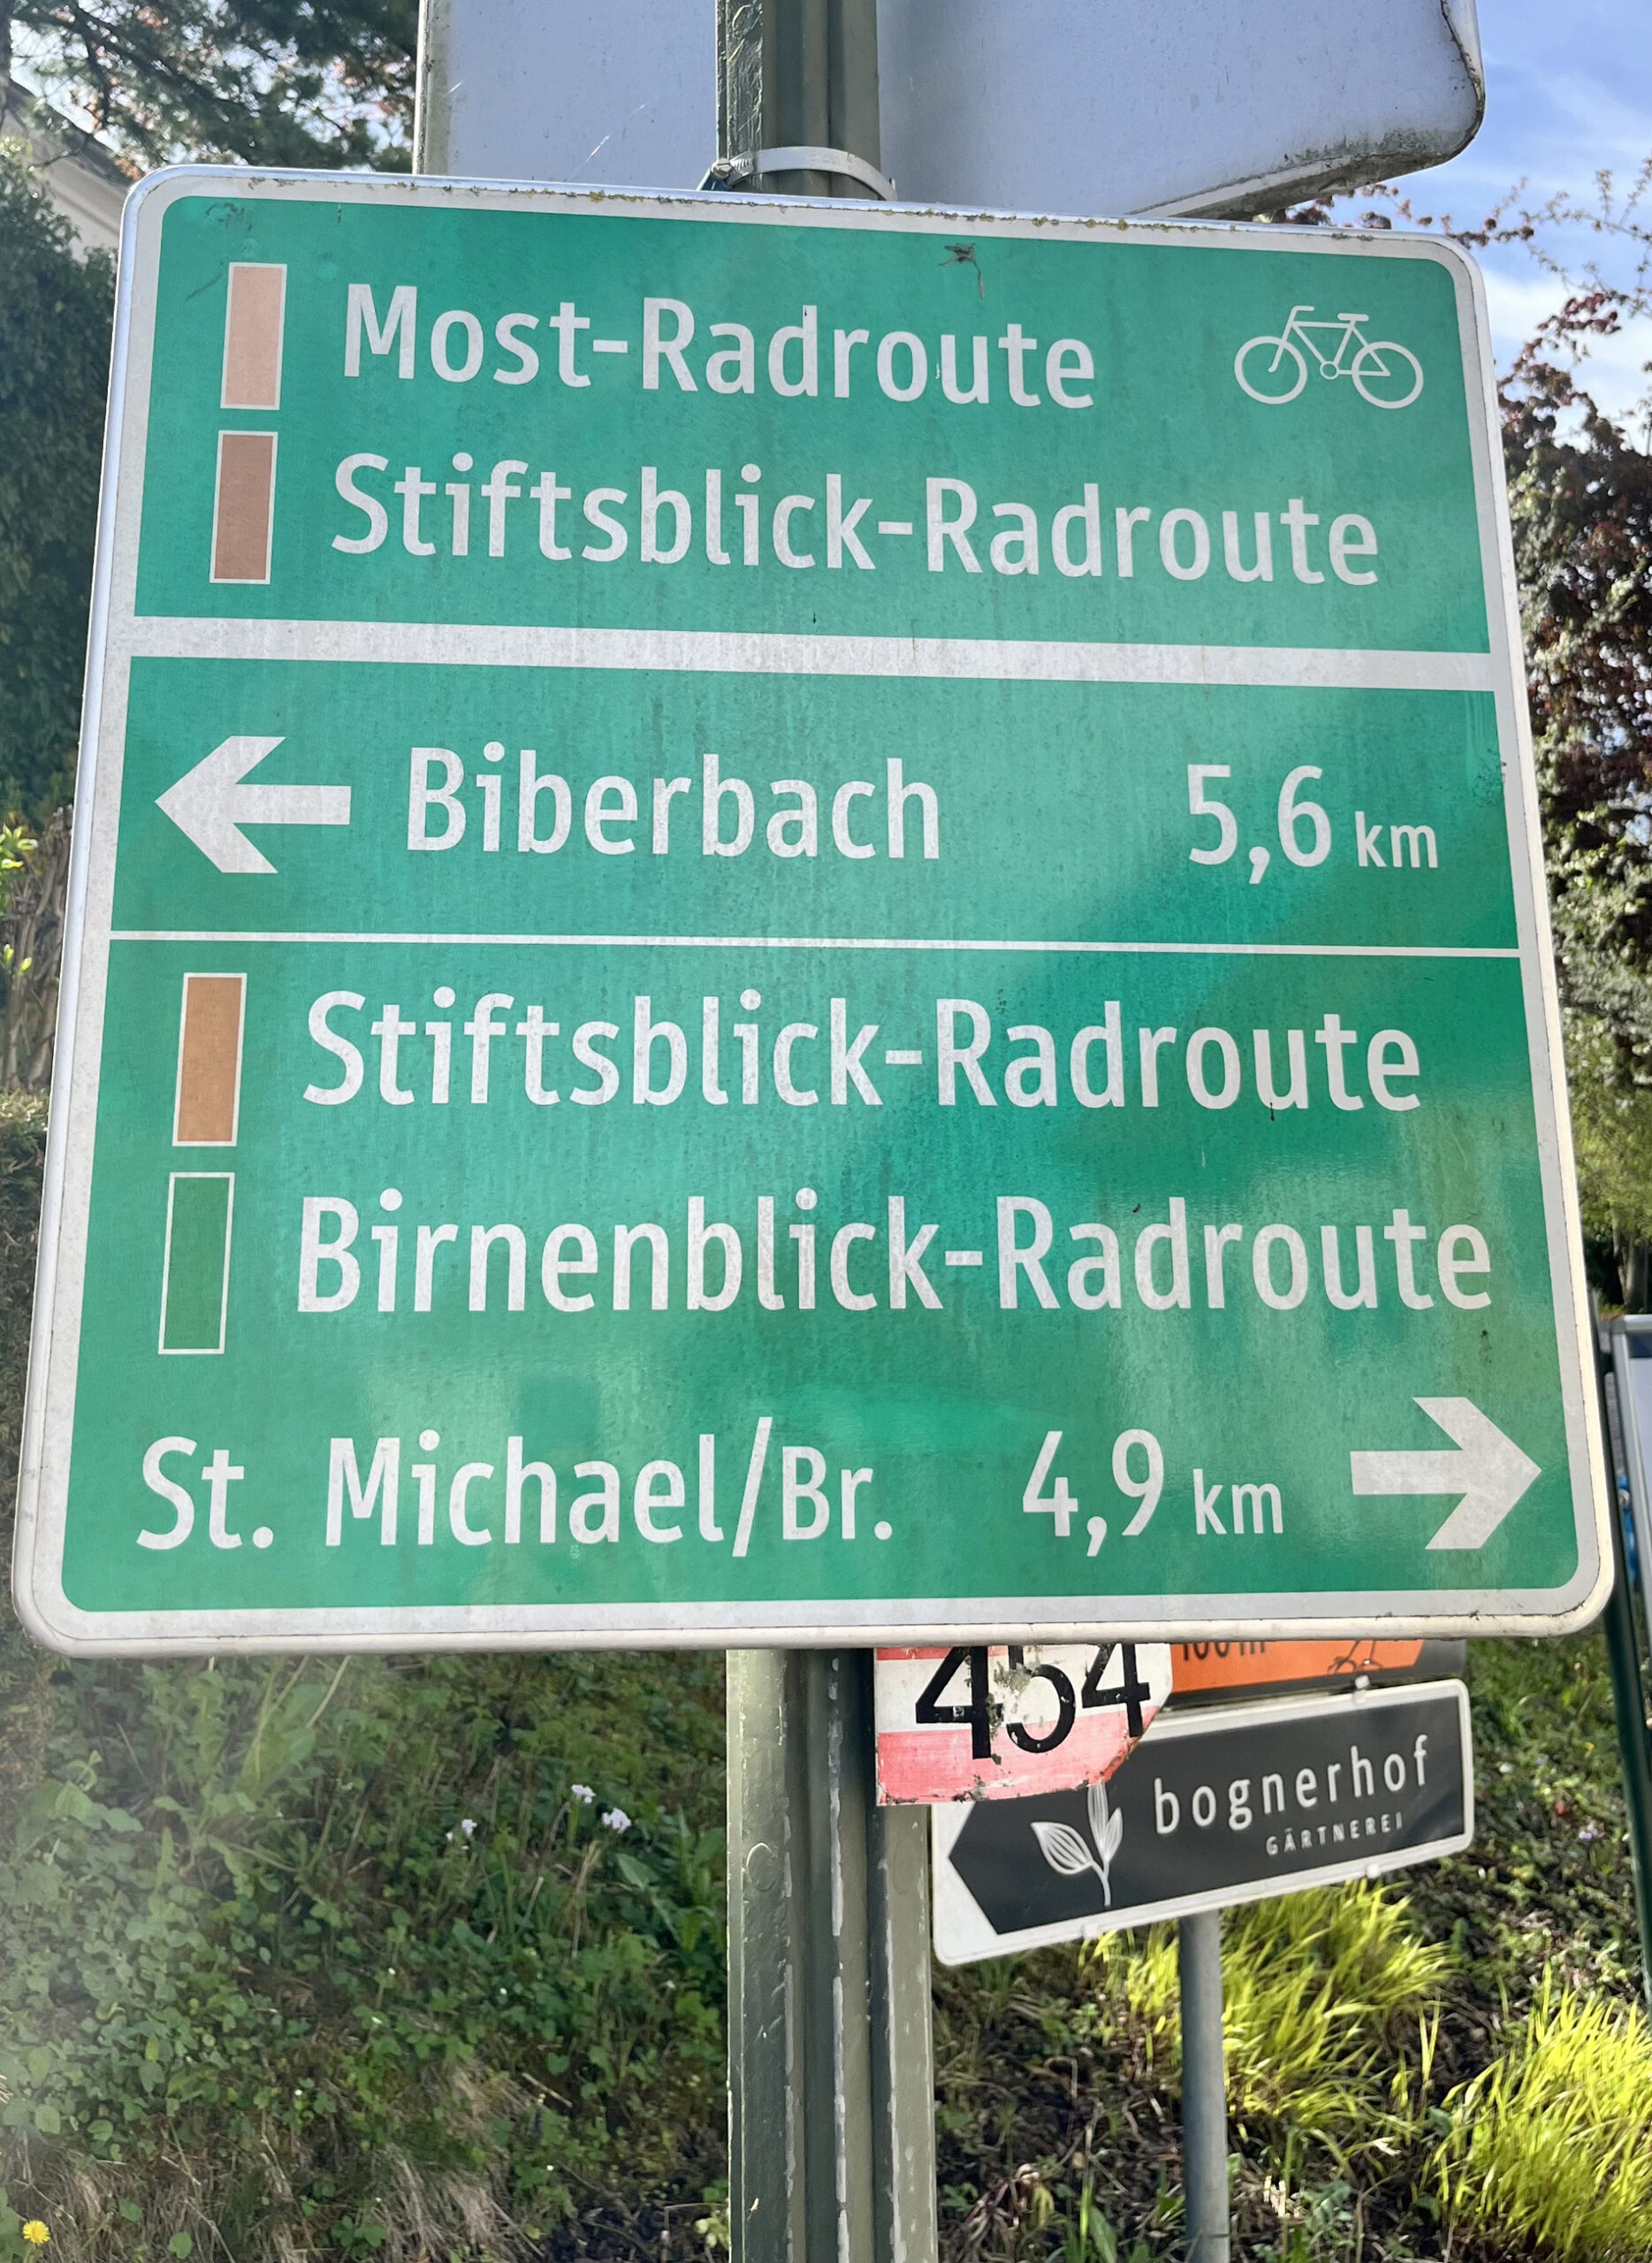 Most-Radroute
Stiftsblick-Radroute
Biberbach 5,6 km
Stiftsblick-Radroute
Birnenblick-Radroute
St. Michael/Br. 4,9 km
454
bognerhof
GÄRTNEREI